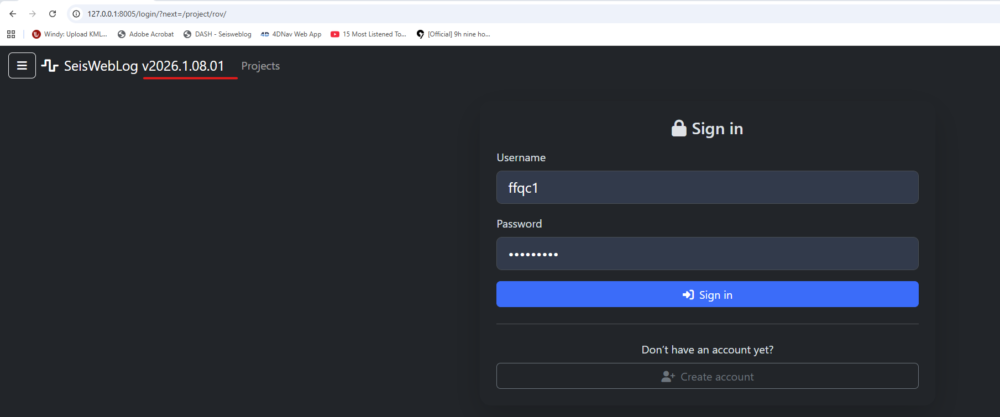 127.0.0.1:8005/login/?next=/project/rov/
Windy: Upload KML... Adobe Acrobat DASH - Seisweblog 4D 4DNav Web App 15 Most Listened To... [Official] 9h nine ho...
SeisWebLog v2026.1.08.01 Projects
Sign in
Username
ffqc1
Password
•••••••••
Sign in
Don't have an account yet?
Create account